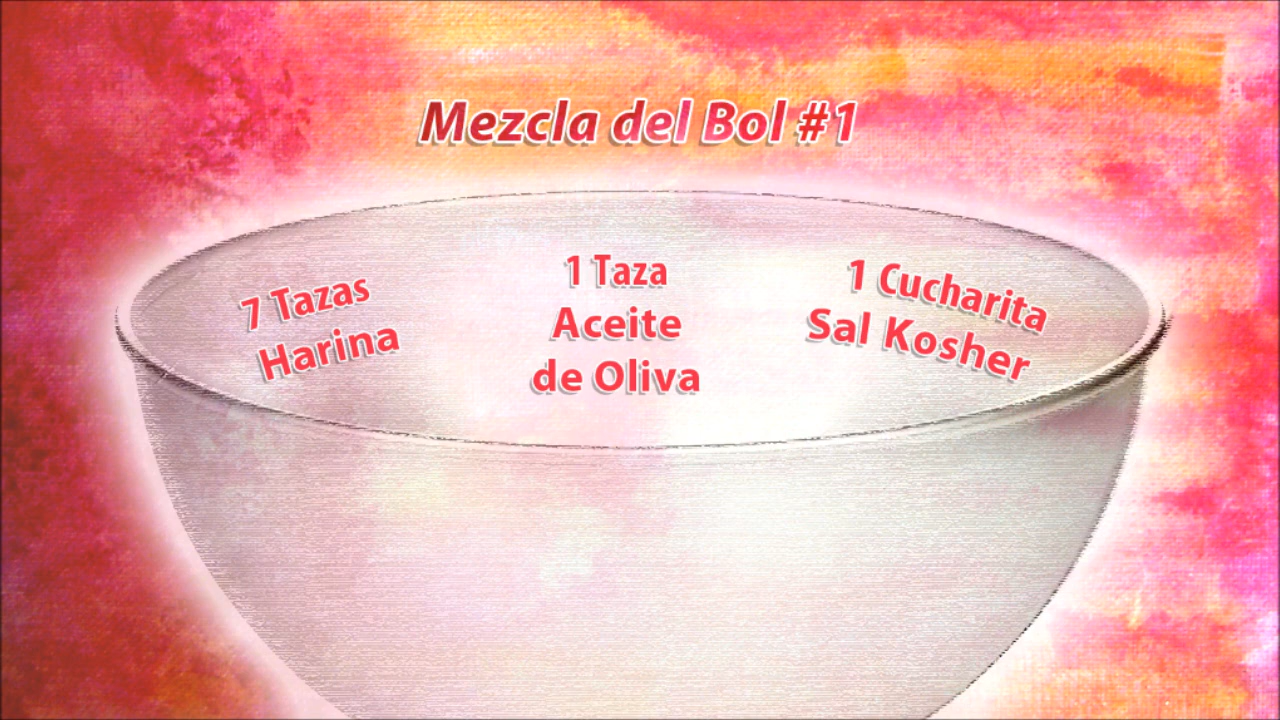 Mezcla del Bol #1
7 Tazas
Harina
1 Taza
Aceite
de Oliva
1 Cucharita
Sal Kosher